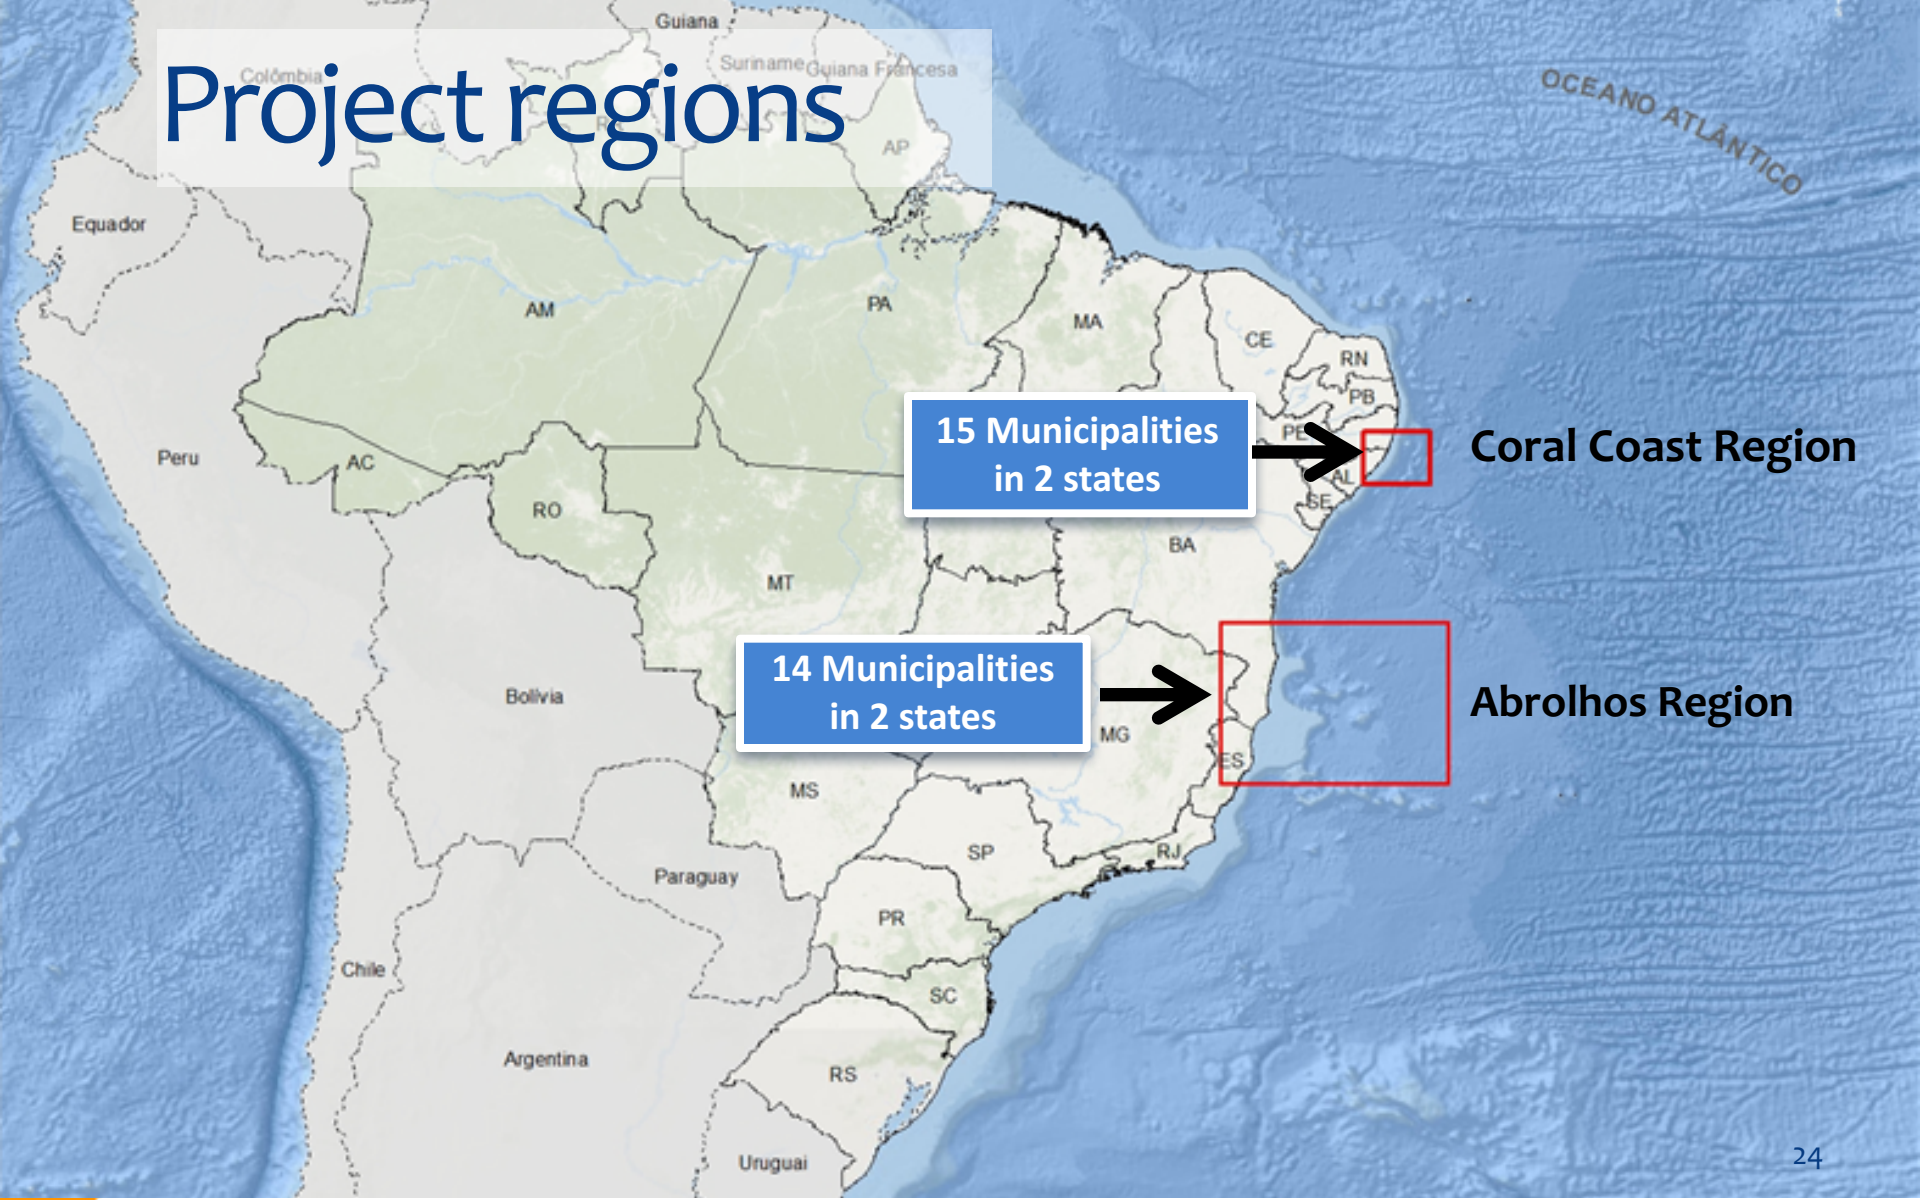 Guiana
Suriname
Guiana Francesa
Colômbia
Project regions
OCEANO ATLÂNTICO
AP
Equador
AM
PA
MA
CE
RN
PB
PE
15 Municipalities
in 2 states
Coral Coast Region
Peru
AC
AL
SE
RO
BA
MT
14 Municipalities
in 2 states
Abrolhos Region
Bolívia
MG
ES
MS
SP
RJ
Paraguay
PR
Chile
SC
Argentina
RS
Uruguai
24